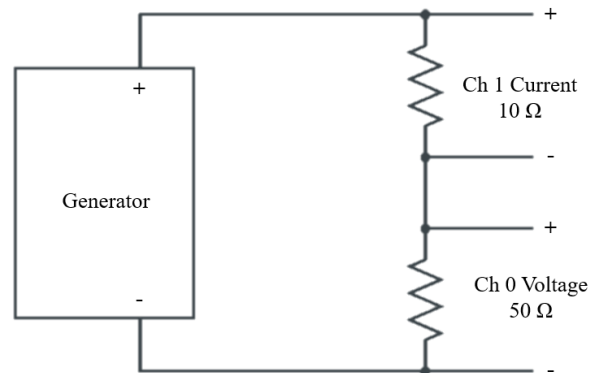 +
+
Ch 1 Current
10 Ω
-
Generator
+
Ch 0 Voltage
50 Ω
-
-